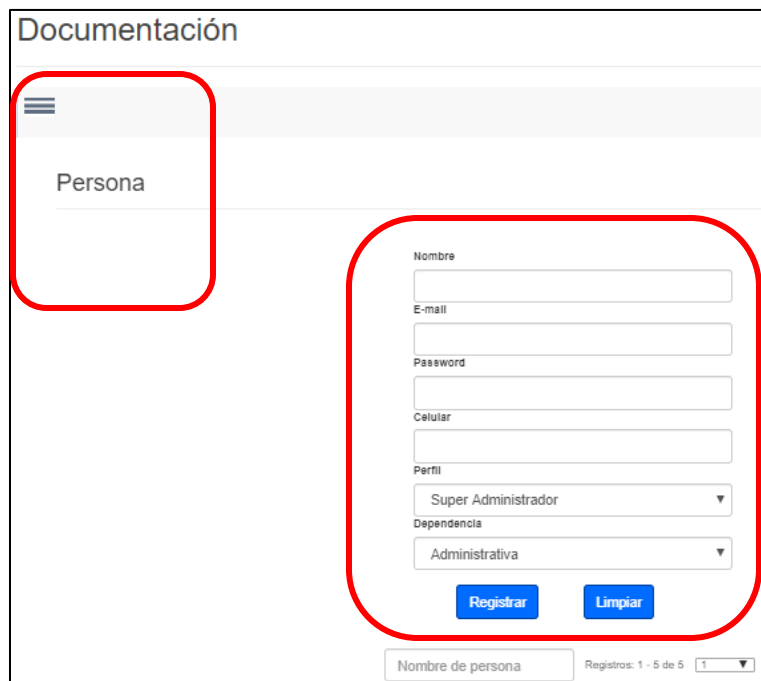 Documentación
Persona
Nombre
E-mail
Password
Celular
Perfil
Super Administrador
Dependencia
Administrativa
Registrar Limpiar
Nombre de persona Registros: 1 - 5 de 5 1